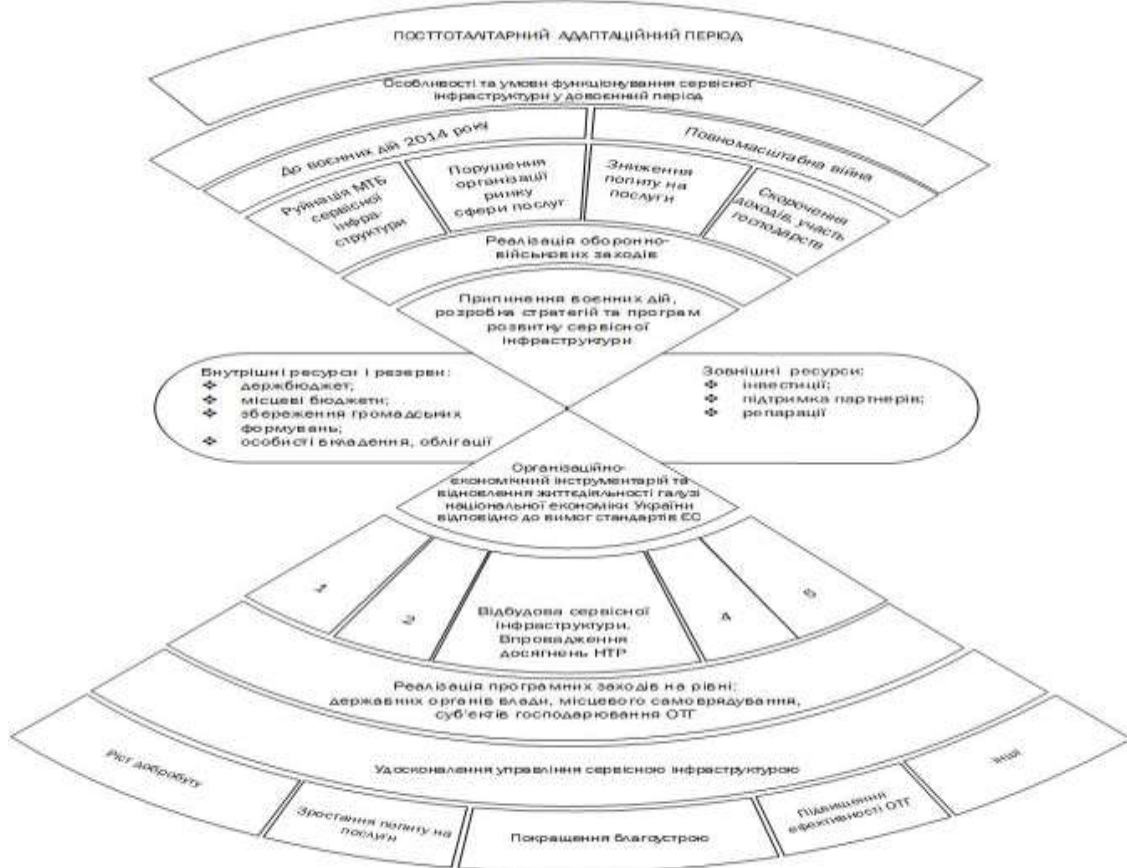 ПОСТТОТАЛІТАРНИЙ АДАПТАЦІЙНИЙ ПЕРІОД
Особливості та умови функціонування сервісної
інфраструктури у довоєнний період
До воєнних дій 2014 року
Повномасштабна війна
Руйнація МТБ
сервісної
інфра-
структури
Порушення
організації
ринку
сфери послуг
Зниження
попиту на
послуги
Скорочення
доходів, участь
господарств
Реалізація оборонно-
військових заходів
Припинення воєнних дій,
розробка стратегій та програм
розвитку сервісної
інфраструктури
Внутрішні ресурси і резерви:
❖ держбюджет;
❖ місцеві бюджети;
❖ збереження громадських
формувань;
❖ особисті вкладення, облігації
Зовнішні ресурси:
❖ інвестиції;
❖ підтримка партнерів;
❖ репарації
Організаційно-
економічний інструментарій та
відновлення життєдіяльності галузі
національної економіки України
відповідно до вимог стандартів ЄС
1
2
Відбудова сервісної
інфраструктури.
Впровадження
досягнень НТР
4
5
Реалізація програмних заходів на рівні:
державних органів влади, місцевого самоврядування,
суб'єктів господарювання ОТГ
Удосконалення управління сервісною інфраструктурою
Ріст добробуту
Зростання попиту на
послуги
Покращення благоустрою
Підвищення
ефективності ОТГ
Інші